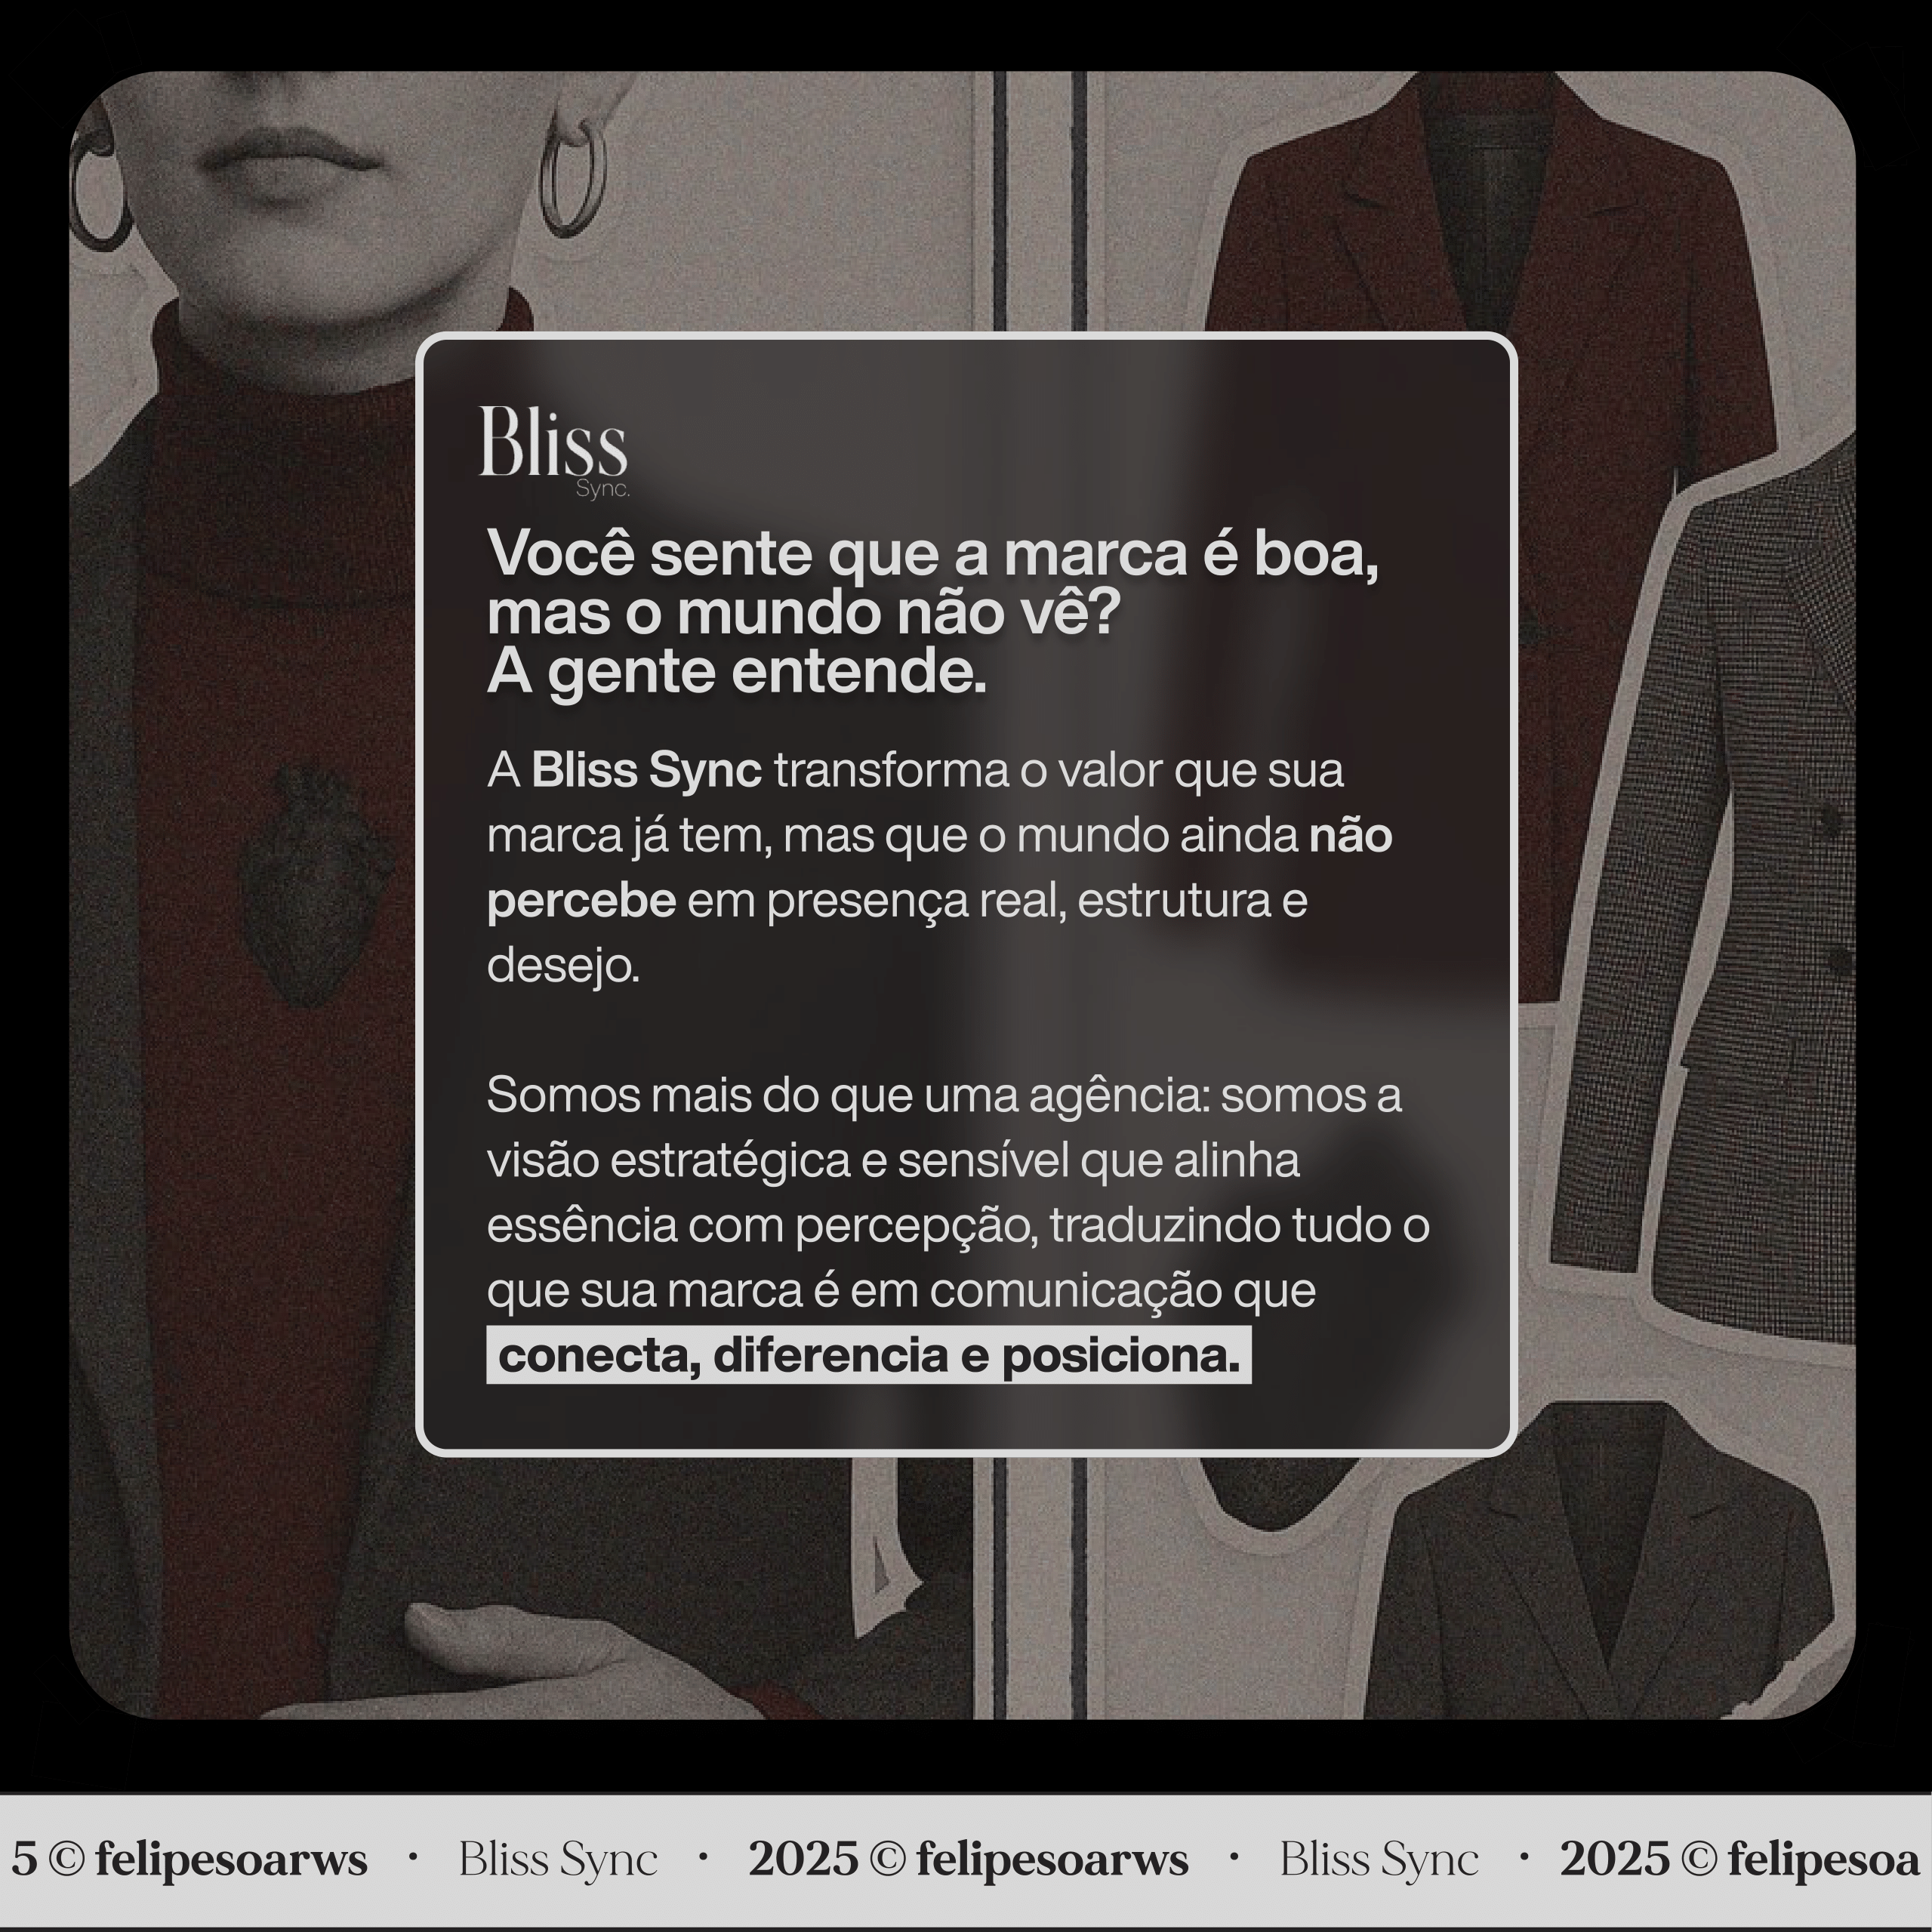 Bliss
Sync.
Você sente que a marca é boa,
mas o mundo não vê?
A gente entende.
A Bliss Sync transforma o valor que sua
marca já tem, mas que o mundo ainda não
percebe em presença real, estrutura e
desejo.
Somos mais do que uma agência: somos a
visão estratégica e sensível que alinha
essência com percepção, traduzindo tudo o
que sua marca é em comunicação que
conecta, diferencia e posiciona.
5 © felipesoarws • Bliss Sync • 2025 © felipesoarws • Bliss Sync • 2025 © felipesoa